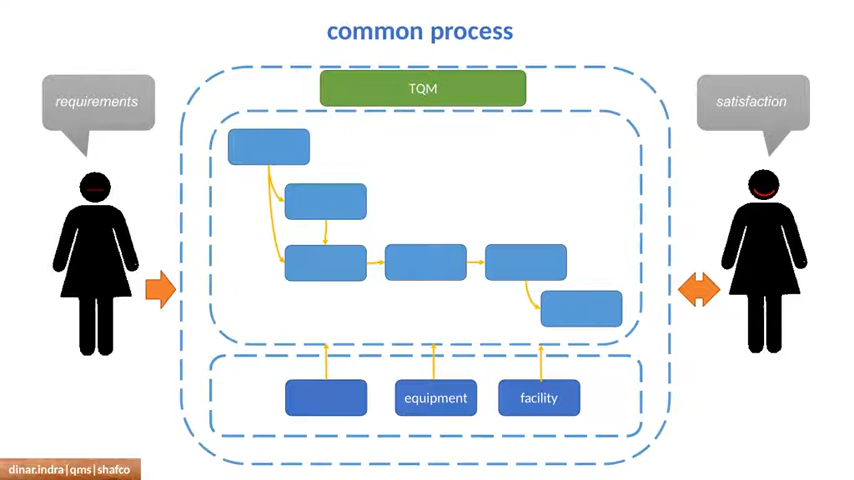 common process
TQM
requirements
satisfaction
equipment
facility
dinar.indra|qms|shafco